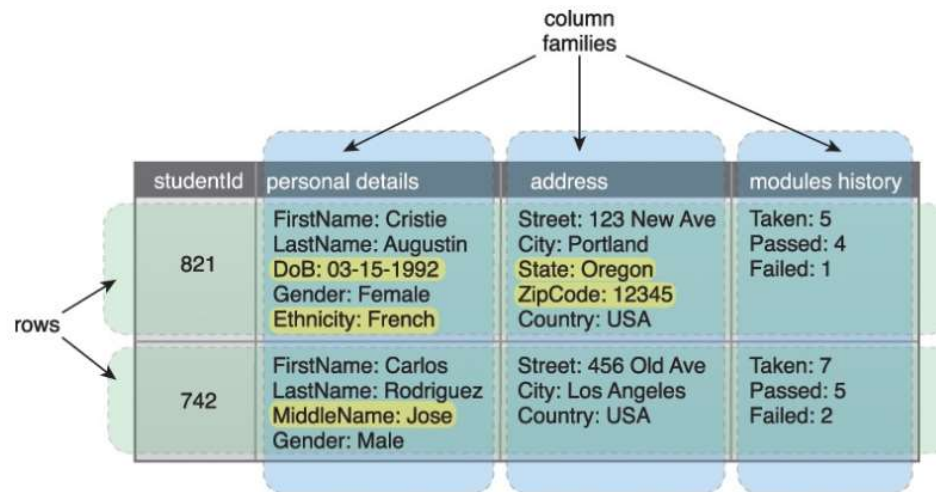 column
families
studentId personal details address modules history
FirstName: Cristie Street: 123 New Ave Taken: 5
LastName: Augustin City: Portland Passed: 4
821 DoB: 03-15-1992 State: Oregon Failed: 1
Gender: Female ZipCode: 12345
Ethnicity: French Country: USA
rows
FirstName: Carlos Street: 456 Old Ave Taken: 7
742 LastName: Rodriguez City: Los Angeles Passed: 5
MiddleName: Jose Country: USA Failed: 2
Gender: Male